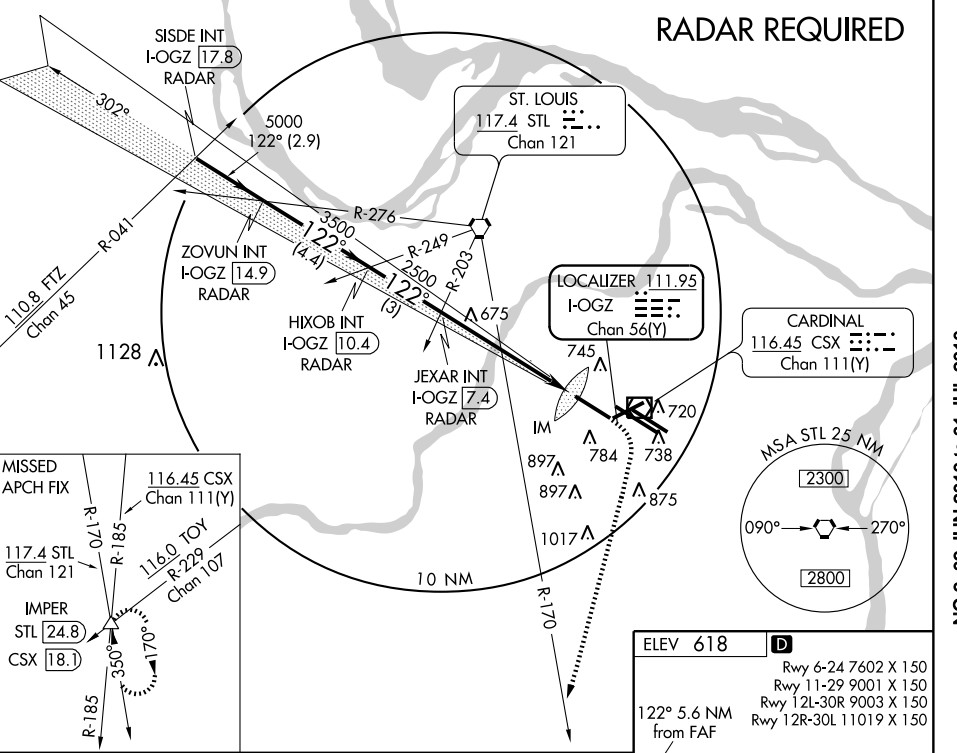 RADAR REQUIRED
SISDE INT
I-OGZ 17.8
RADAR
302°
5000
122° (2.9)
ST. LOUIS
117.4 STL
Chan 121
R-041
110.8 FTZ
Chan 45
R-276
3500
122°
(4.4)
R-249
2500
122°
(3)
R-203
ZOVUN INT
I-OGZ 14.9
RADAR
HIXOB INT
I-OGZ 10.4
RADAR
JEXAR INT
I-OGZ 7.4
RADAR
LOCALIZER 111.95
I-OGZ
Chan 56(Y)
CARDINAL
116.45 CSX
Chan 111(Y)
1128
675
745
720
IM
784
738
897
897
875
1017
10 NM
R-170
MSA STL 25 NM
2300
090°
270°
2800
MISSED
APCH FIX
116.45 CSX
Chan 111(Y)
R-170
R-185
117.4 STL
Chan 121
116.0 TOY
R-229
Chan 107
IMPER
STL 24.8
CSX 18.1
350°
170°
R-185
ELEV 618 D
Rwy 6-24 7602 X 150
Rwy 11-29 9001 X 150
Rwy 12L-30R 9003 X 150
Rwy 12R-30L 11019 X 150
122° 5.6 NM
from FAF